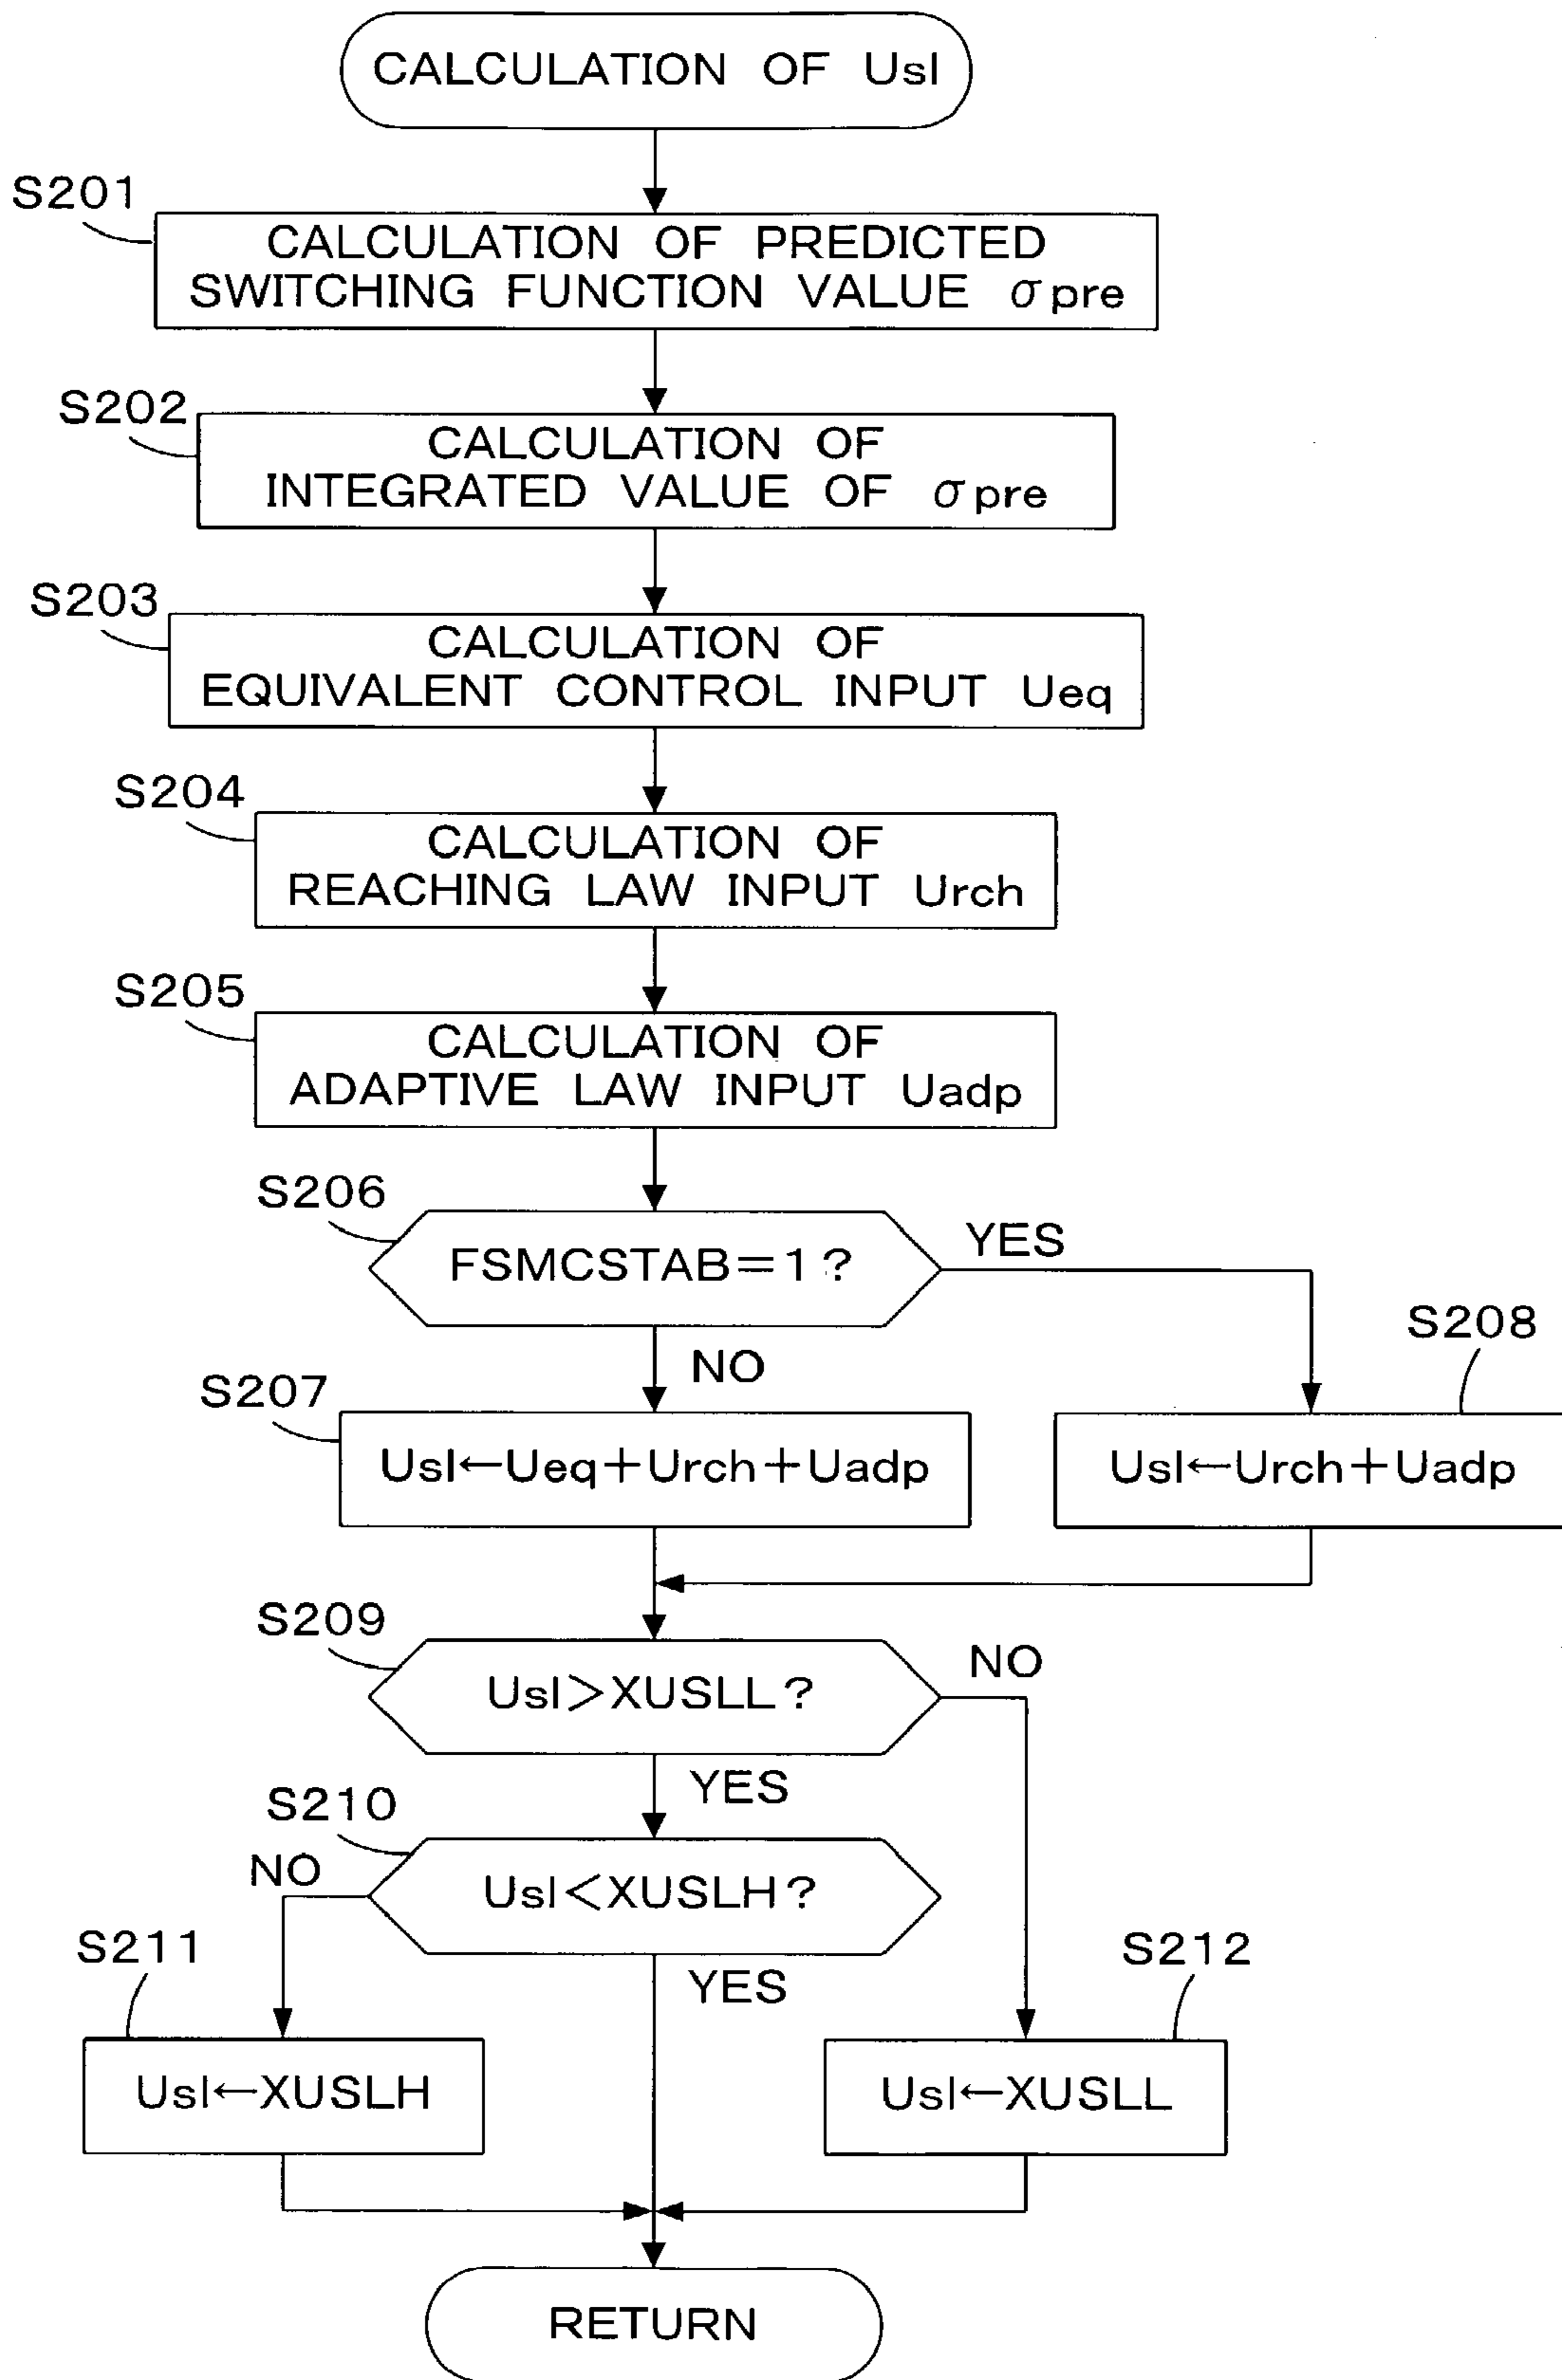 CALCULATION OF Usl
S201
CALCULATION OF PREDICTED
SWITCHING FUNCTION VALUE σpre
S202
CALCULATION OF
INTEGRATED VALUE OF σpre
S203
CALCULATION OF
EQUIVALENT CONTROL INPUT Ueq
S204
CALCULATION OF
REACHING LAW INPUT Urch
S205
CALCULATION OF
ADAPTIVE LAW INPUT Uadp
S206
FSMCSTAB=1?
YES
NO
S208
S207
Usl←Ueq+Urch+Uadp
Usl←Urch+Uadp
S209
Usl>XUSLL?
NO
YES
S210
Usl<XUSLH?
NO
YES
S211
S212
Usl←XUSLH
Usl←XUSLL
RETURN